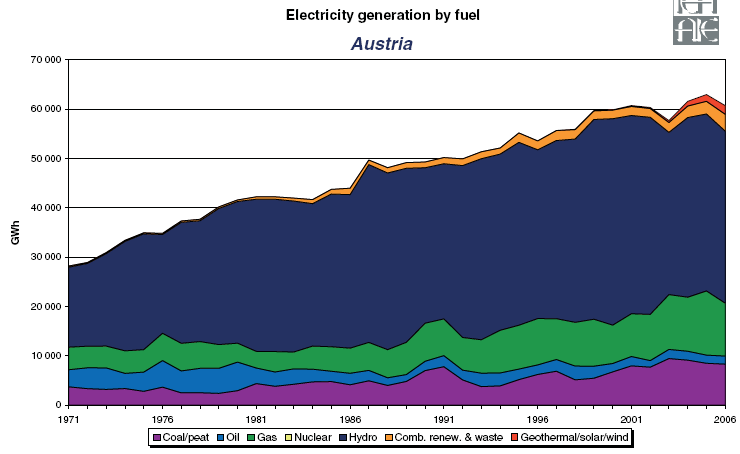 Electricity generation by fuel
Austria
70 000
60 000
50 000
40 000
30 000
20 000
10 000
0
GWh
1971 1976 1981 1986 1991 1996 2001 2006
Coal/peat Oil Gas Nuclear Hydro Comb. renew. & waste Geothermal/solar/wind